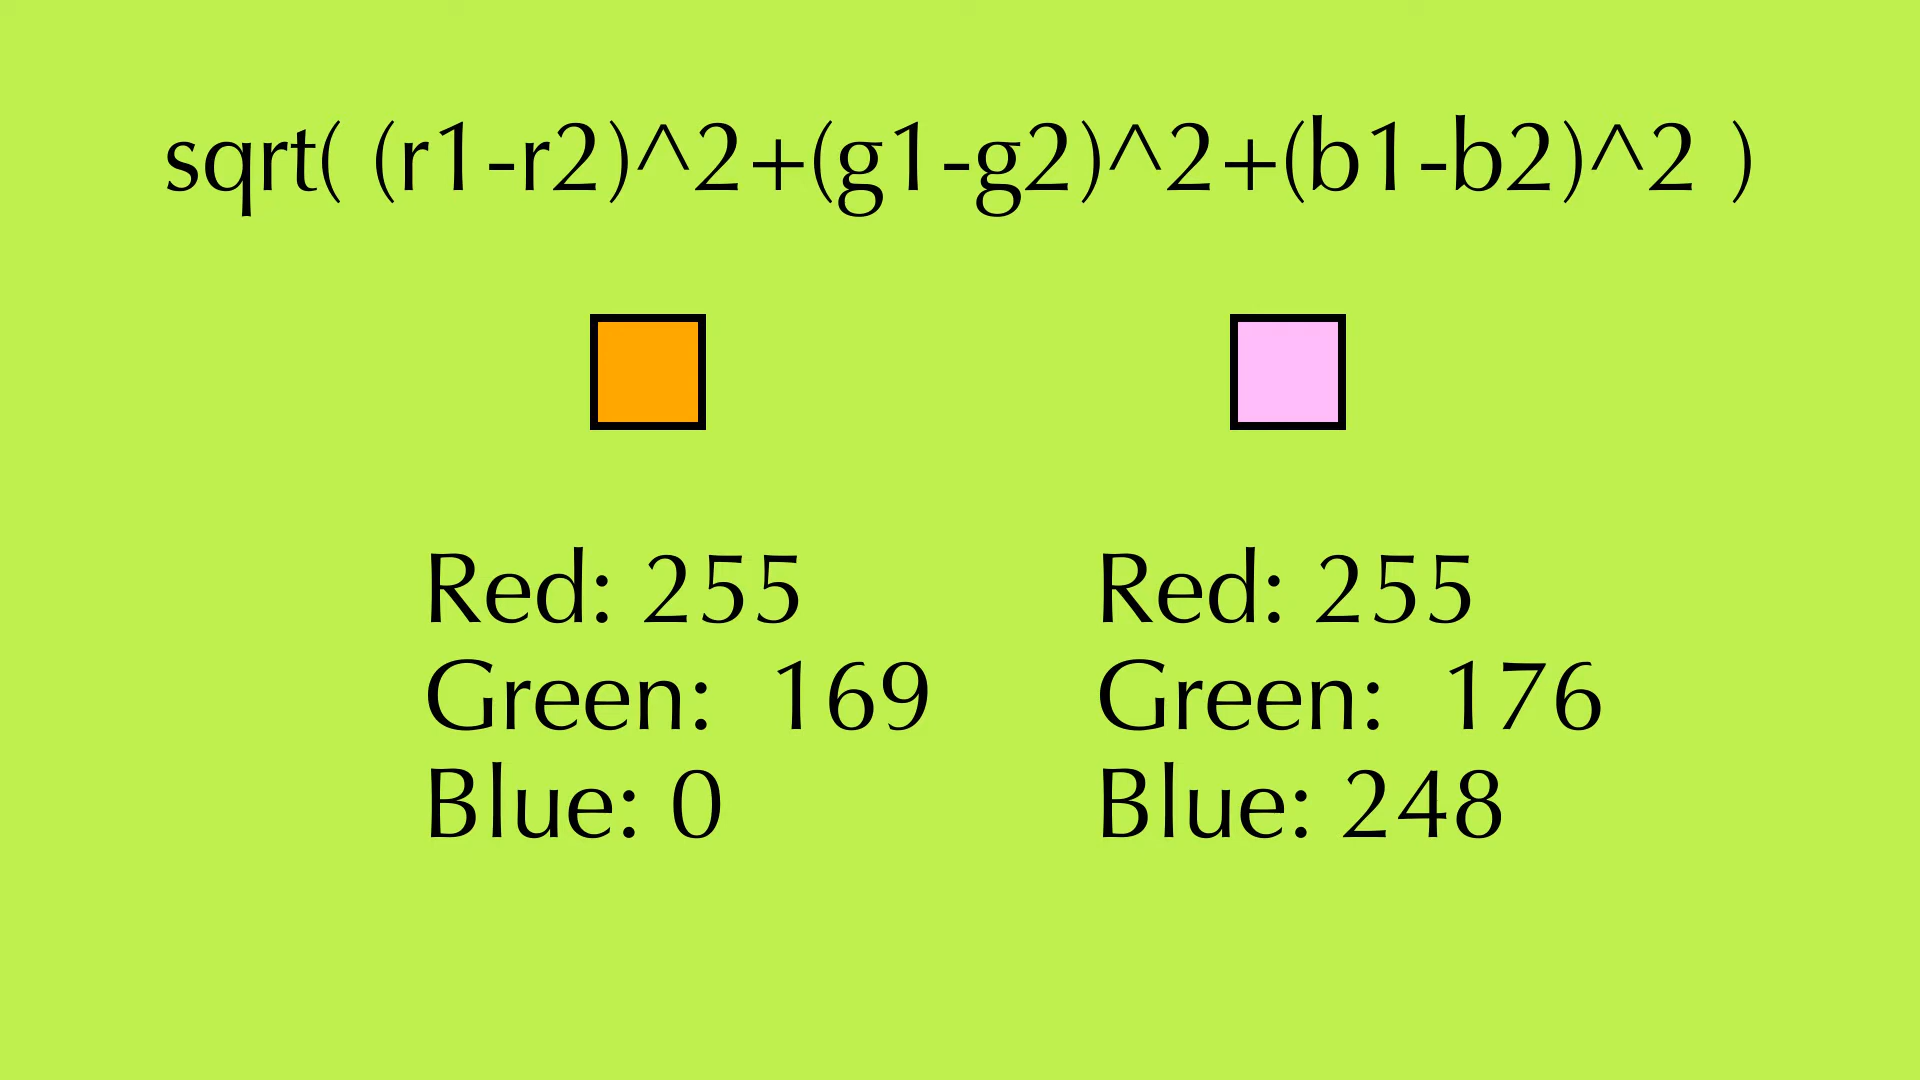 sqrt( (r1-r2)^2+(g1-g2)^2+(b1-b2)^2 )
Red: 255
Green: 169
Blue: 0
Red: 255
Green: 176
Blue: 248